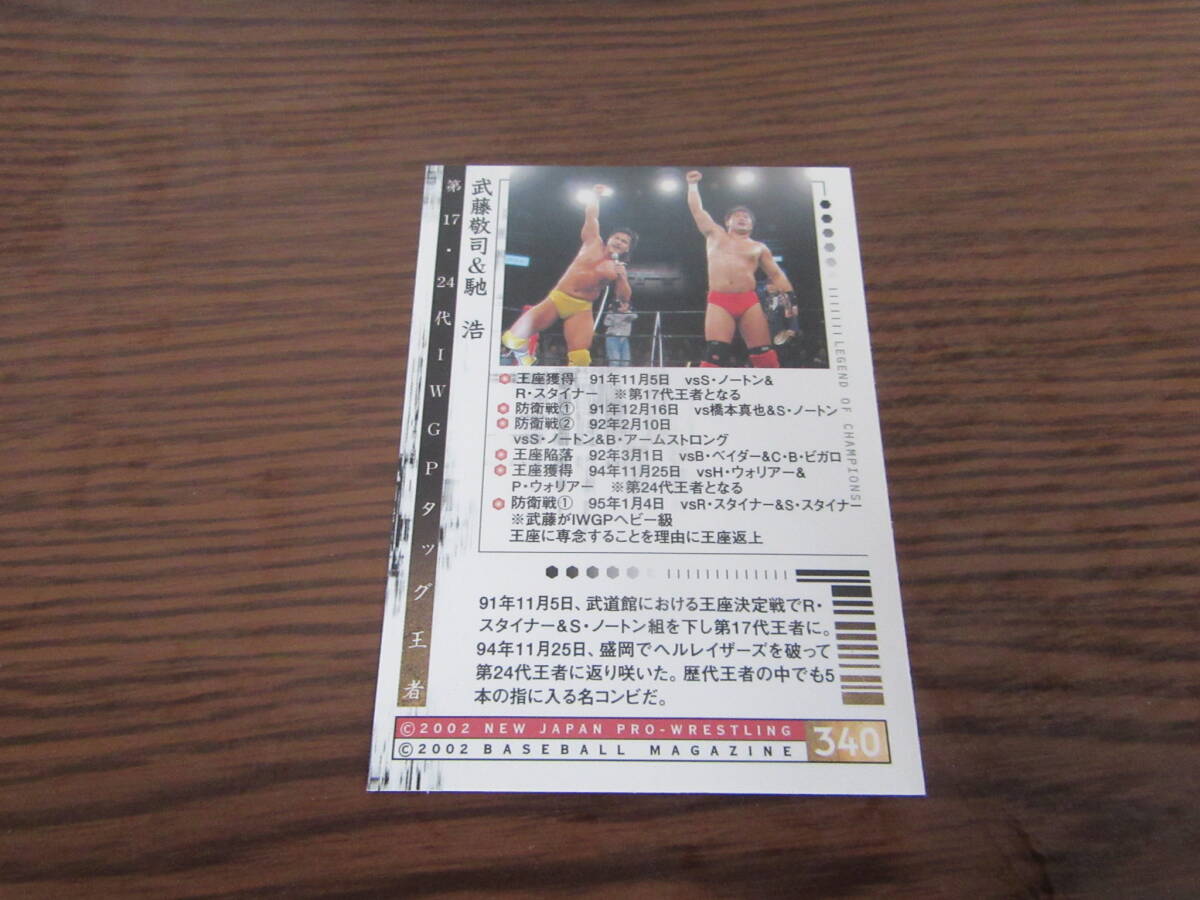 第17・24代IWGPタッグ王者
武藤敬司&馳 浩
LEGEND OF CHAMPIONS
王座獲得 91年11月5日 vsS・ノートン&
R・スタイナー ※第17代王者となる
防衛戦① 91年12月16日 vs橋本真也&S・ノートン
防衛戦② 92年2月10日
vsS・ノートン&B・アームストロング
王座陥落 92年3月1日 vsB・ベイダー&C・B・ビガロ
王座獲得 94年11月25日 vsH・ウォリアー&
P・ウォリアー ※第24代王者となる
防衛戦① 95年1月4日 vsR・スタイナー&S・スタイナー
※武藤がIWGPヘビー級
王座に専念することを理由に王座返上
91年11月5日、武道館における王座決定戦でR・
スタイナー&S・ノートン組を下し第17代王者に。
94年11月25日、盛岡でヘルレイザーズを破って
第24代王者に返り咲いた。歴代王者の中でも5
本の指に入る名コンビだ。
©2002 NEW JAPAN PRO-WRESTLING
©2002 BASEBALL MAGAZINE
340